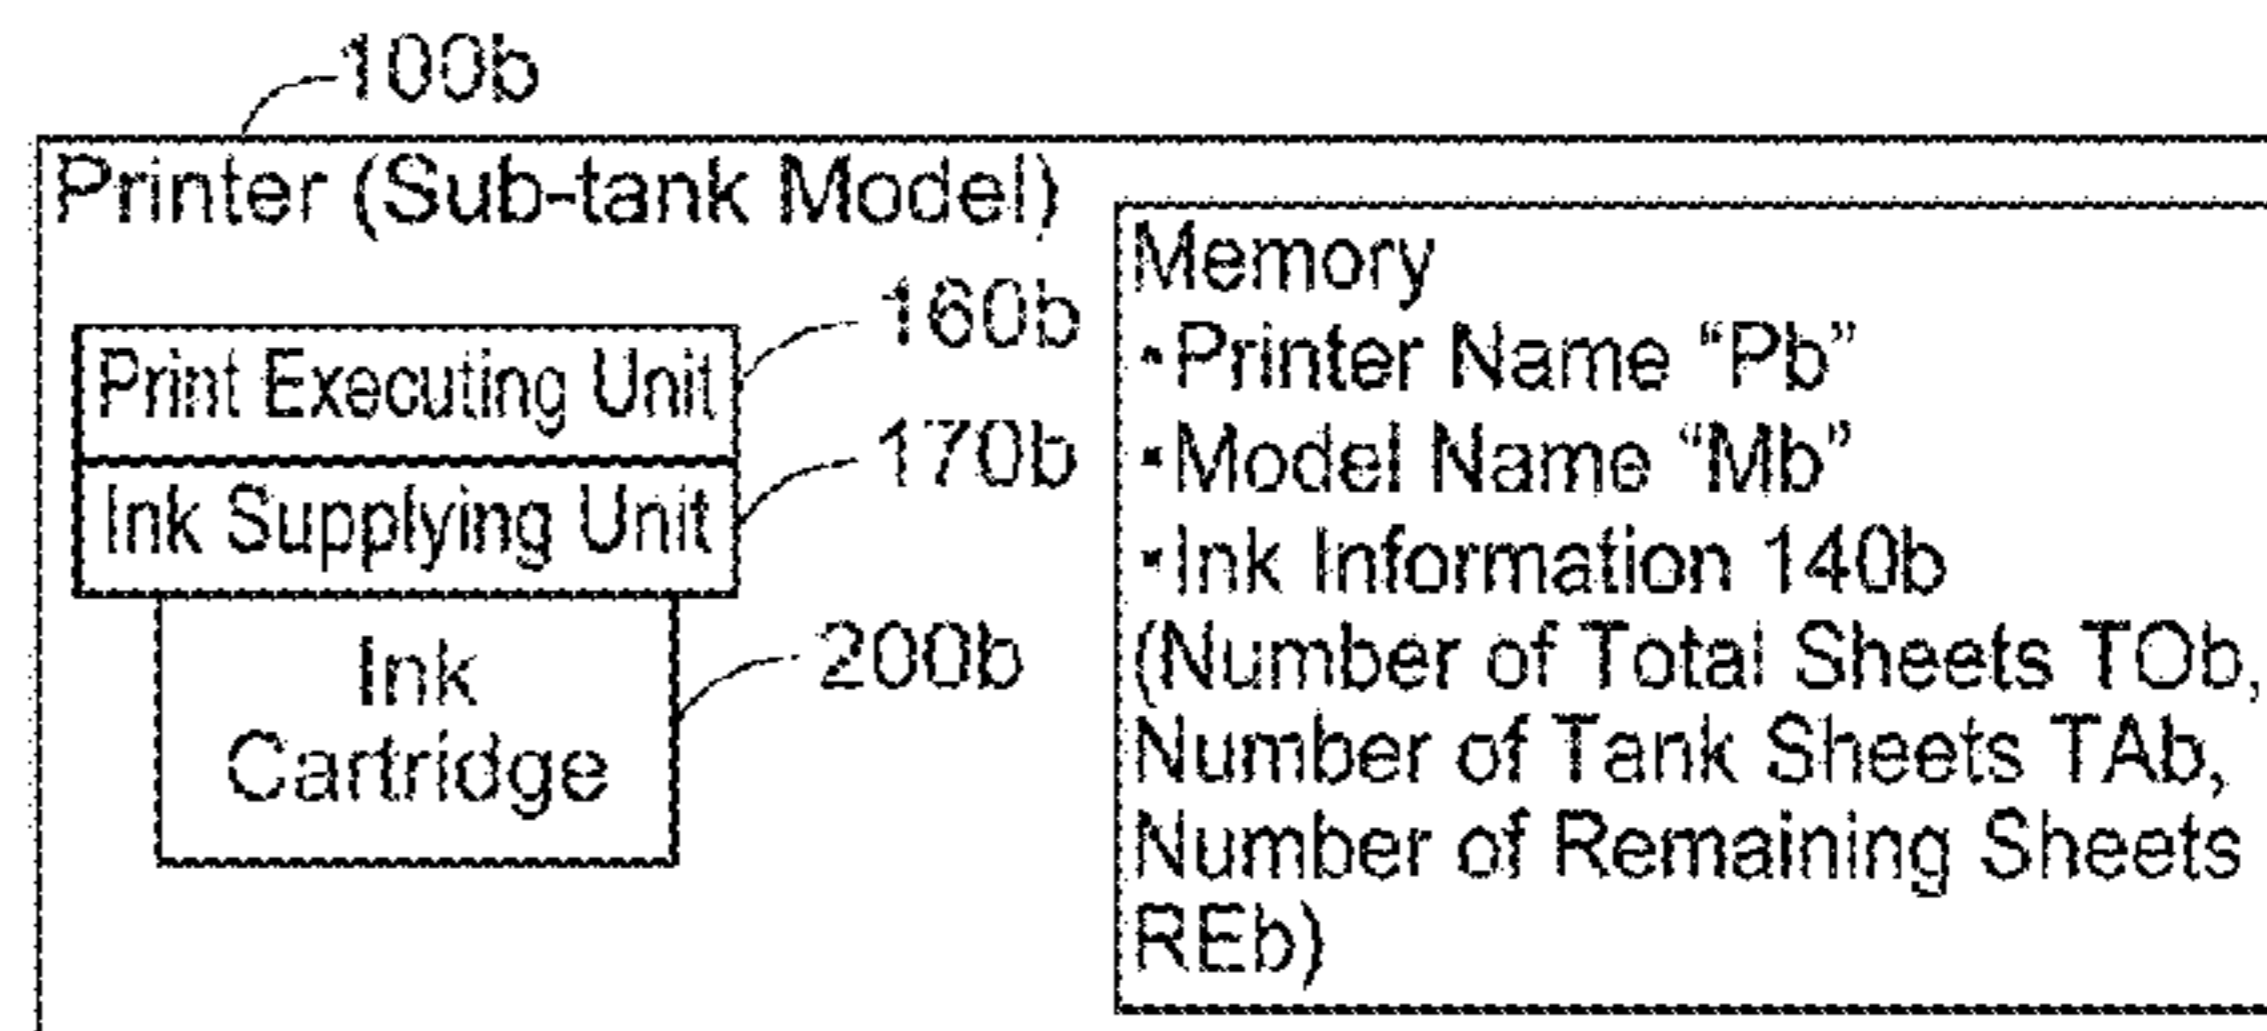 100b
Printer (Sub-tank Model)
160b
Print Executing Unit
170b
Ink Supplying Unit
200b
Ink
Cartridge
Memory
・Printer Name “Pb”
・Model Name “Mb”
・Ink Information 140b
(Number of Total Sheets TOb,
Number of Tank Sheets TAb,
Number of Remaining Sheets
REb)